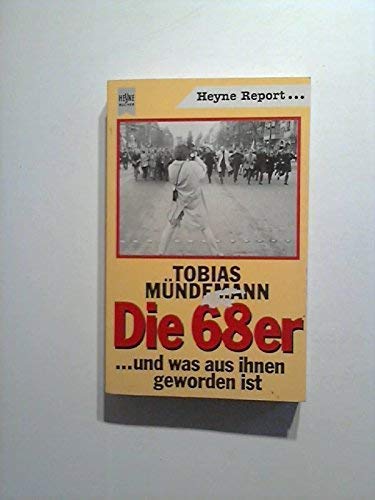 HEYNE
BÜCHER
Heyne Report...
TOBIAS
MÜNDEMANN
Die 68er
...und was aus ihnen
geworden ist